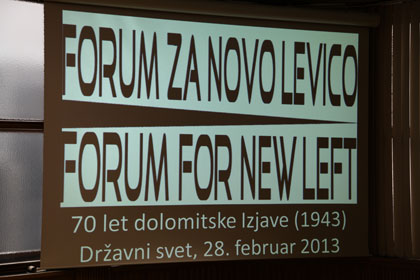 FORUM ZA NOVO LEVICO
FORUM FOR NEW LEFT
70 let dolomitske Izjave (1943)
Državni svet, 28. februar 2013